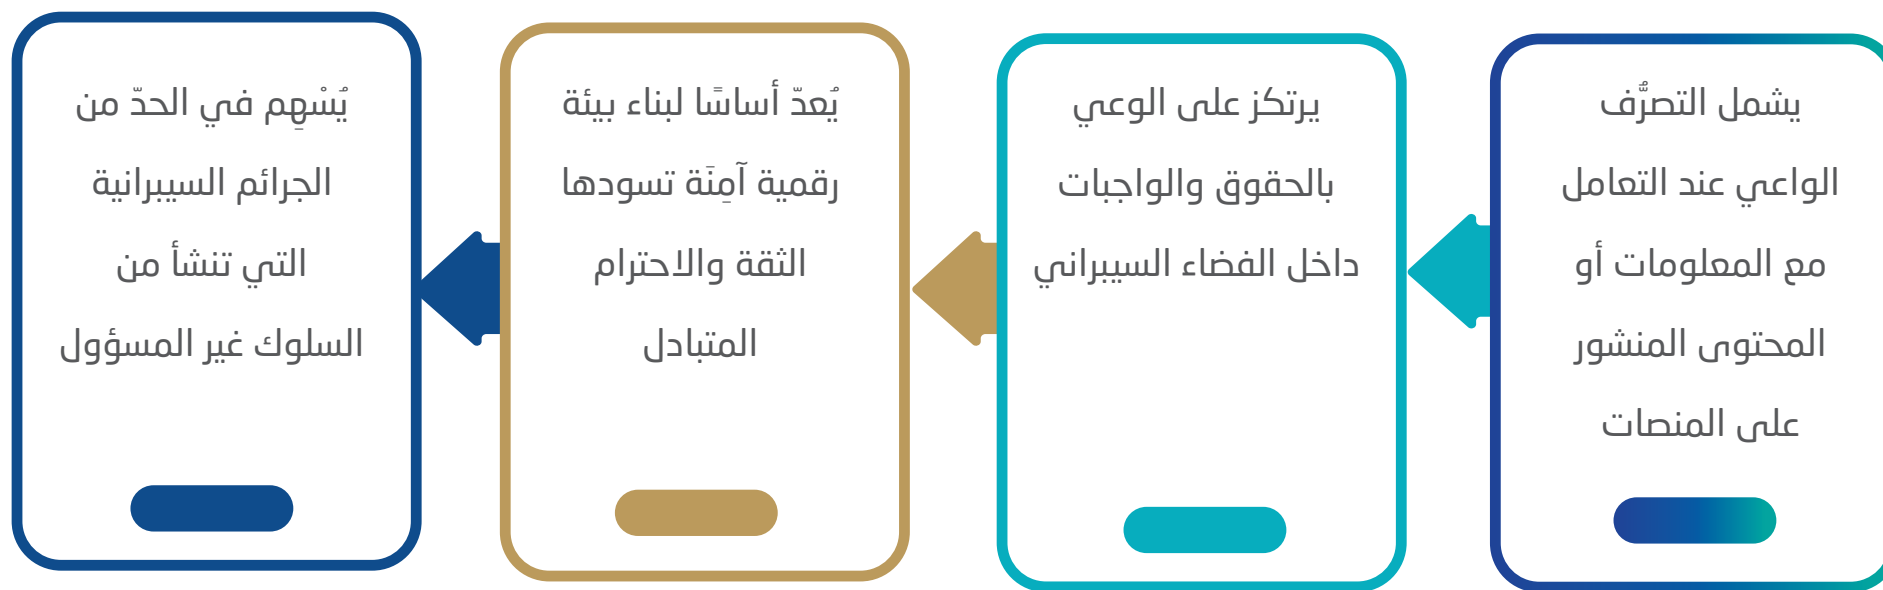 يشمل التصرُّف
الواعي عند التعامل
مع المعلومات أو
المحتوى المنشور
على المنصات
يرتكز على الوعي
بالحقوق والواجبات
داخل الفضاء السيبراني
يُعدّ أساسًا لبناء بيئة
رقمية آمِنَة تسودها
الثقة والاحترام
المتبادل
يُسْهِم في الحدّ من
الجرائم السيبرانية
التي تنشأ من
السلوك غير المسؤول